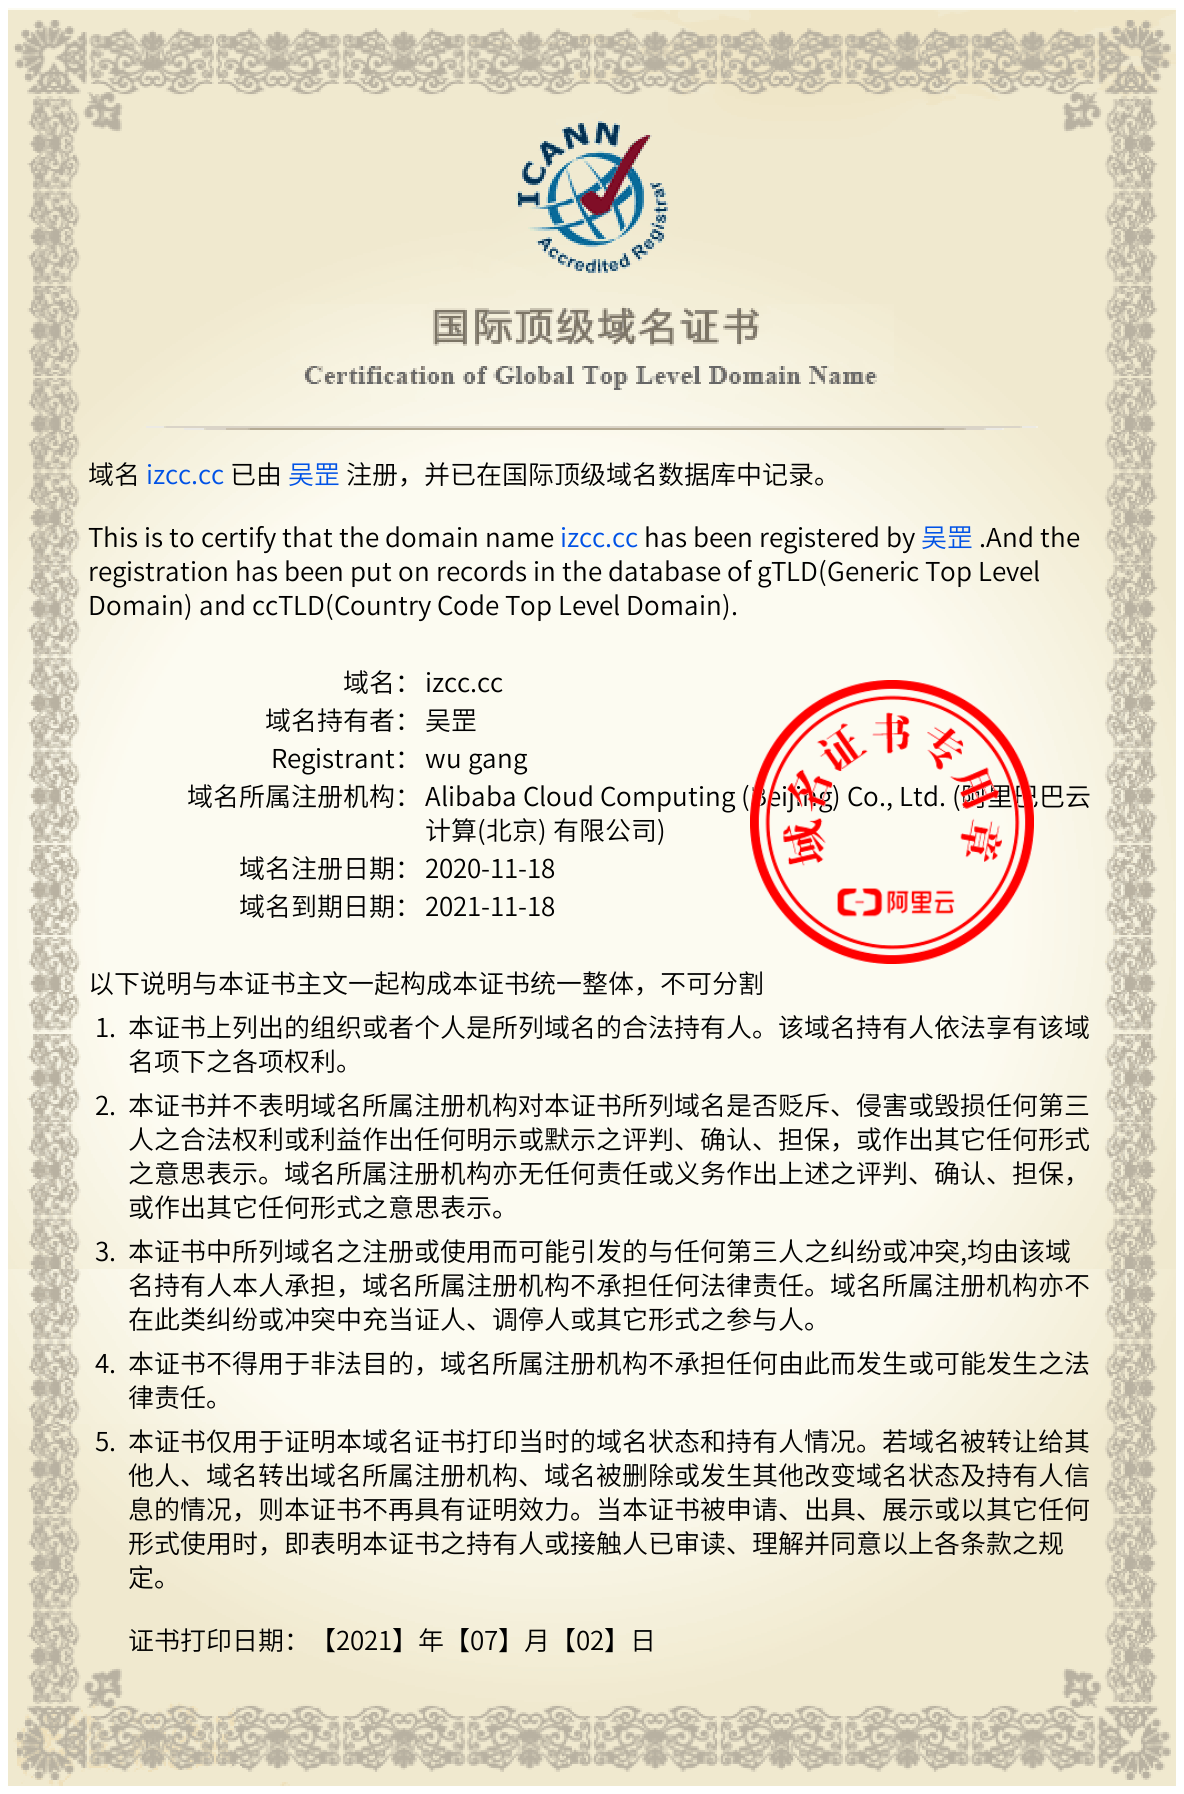 ICANN
Accredited Registrar
国际顶级域名证书
Certification of Global Top Level Domain Name
域名 izcc.cc 已由 吴罡 注册，并已在国际顶级域名数据库中记录。
This is to certify that the domain name izcc.cc has been registered by 吴罡 .And the
registration has been put on records in the database of gTLD(Generic Top Level
Domain) and ccTLD(Country Code Top Level Domain).
域名： izcc.cc
域名持有者： 吴罡
Registrant： wu gang
域名所属注册机构： Alibaba Cloud Computing (Beijing) Co., Ltd. (阿里巴巴云
计算(北京) 有限公司)
域名注册日期： 2020-11-18
域名到期日期： 2021-11-18
域名证书专用章
阿里云
以下说明与本证书主文一起构成本证书统一整体，不可分割
1. 本证书上列出的组织或者个人是所列域名的合法持有人。该域名持有人依法享有该域
名项下之各项权利。
2. 本证书并不表明域名所属注册机构对本证书所列域名是否贬斥、侵害或毁损任何第三
人之合法权利或利益作出任何明示或默示之评判、确认、担保，或作出其它任何形式
之意思表示。域名所属注册机构亦无任何责任或义务作出上述之评判、确认、担保，
或作出其它任何形式之意思表示。
3. 本证书中所列域名之注册或使用而可能引发的与任何第三人之纠纷或冲突,均由该域
名持有人本人承担，域名所属注册机构不承担任何法律责任。域名所属注册机构亦不
在此类纠纷或冲突中充当证人、调停人或其它形式之参与人。
4. 本证书不得用于非法目的，域名所属注册机构不承担任何由此而发生或可能发生之法
律责任。
5. 本证书仅用于证明本域名证书打印当时的域名状态和持有人情况。若域名被转让给其
他人、域名转出域名所属注册机构、域名被删除或发生其他改变域名状态及持有人信
息的情况，则本证书不再具有证明效力。当本证书被申请、出具、展示或以其它任何
形式使用时，即表明本证书之持有人或接触人已审读、理解并同意以上各条款之规
定。
证书打印日期：【2021】年【07】月【02】日